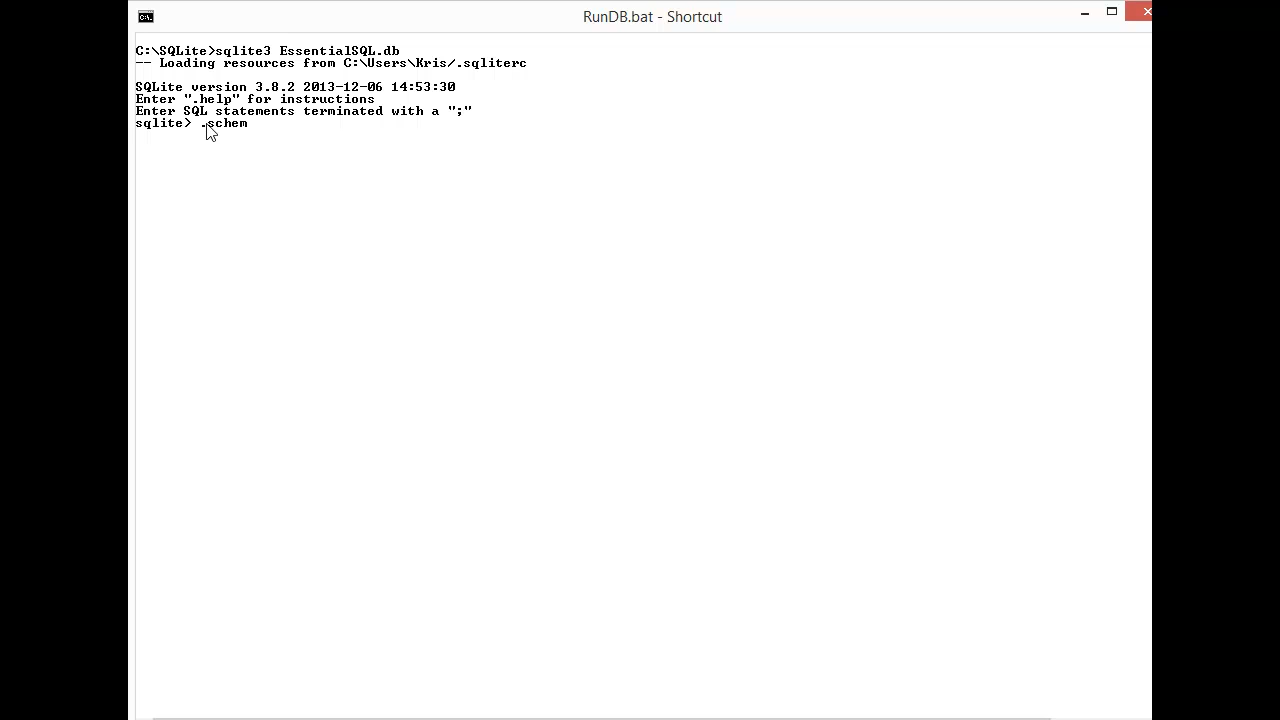 RunDB.bat - Shortcut
C:\SQLite>sqlite3 EssentialSQL.db
-- Loading resources from C:\Users\Kris/.sqliterc
SQLite version 3.8.2 2013-12-06 14:53:30
Enter ".help" for instructions
Enter SQL statements terminated with a ";"
sqlite> .schem